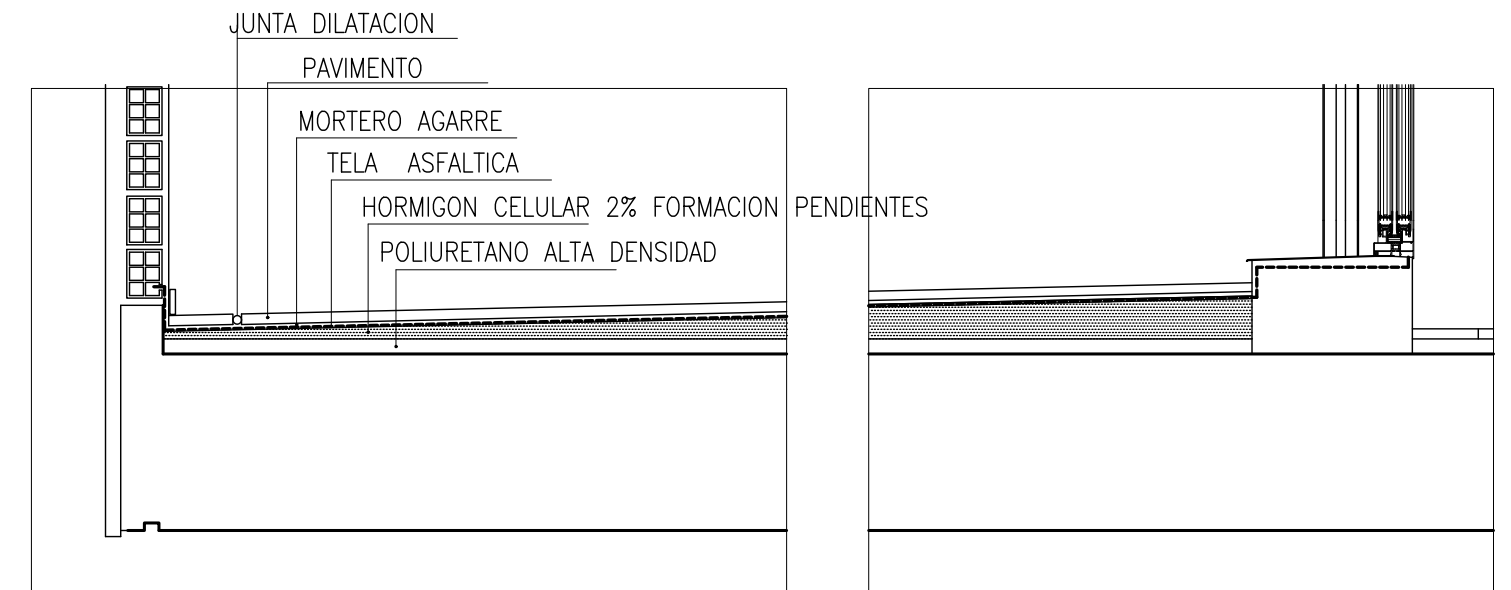 JUNTA DILATACION
PAVIMENTO
MORTERO AGARRE
TELA ASFALTICA
HORMIGON CELULAR 2% FORMACION PENDIENTES
POLIURETANO ALTA DENSIDAD